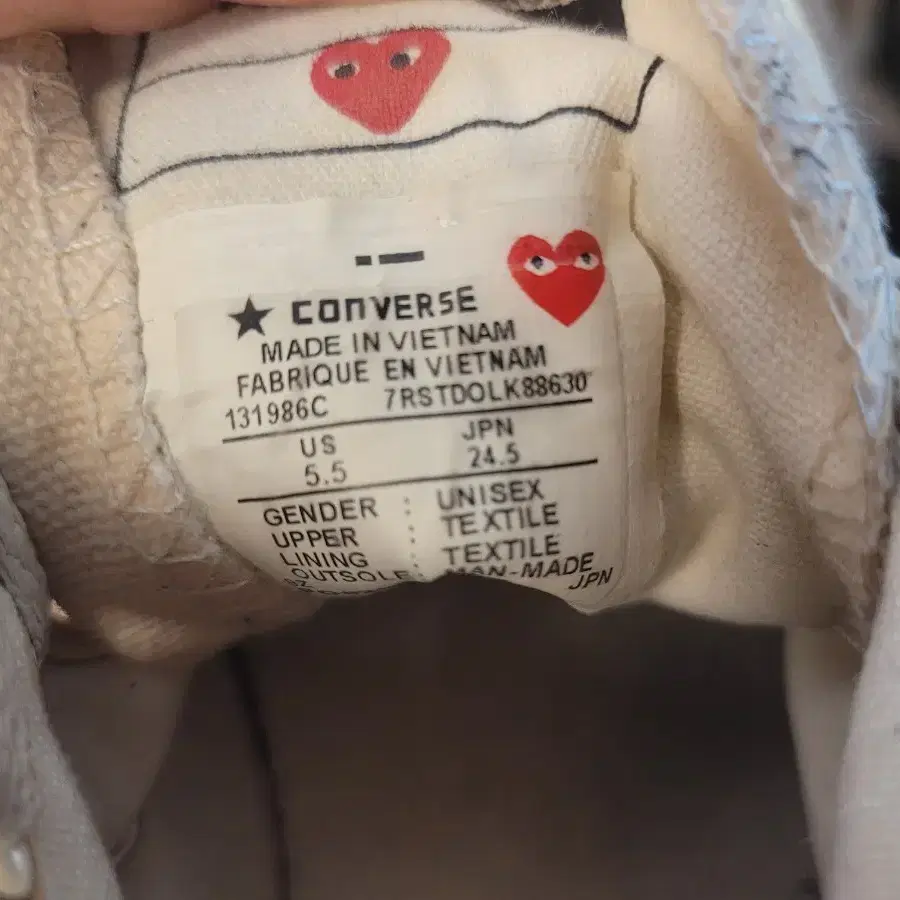 CONVERSE
MADE IN VIETNAM
FABRIQUE EN VIETNAM
131986C 7RSTDOLK88630
US JPN
5.5 24.5
GENDER : UNISEX
UPPER : TEXTILE
LINING : TEXTILE
OUTSOLE : MAN-MADE
JPN